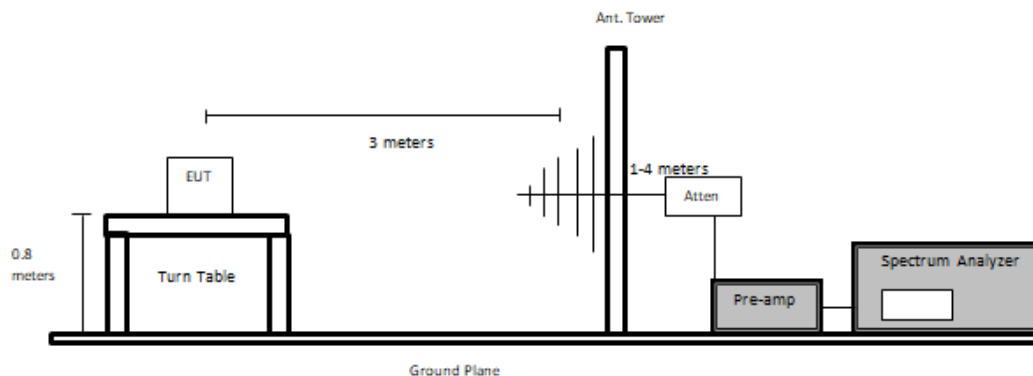 Ant. Tower
3 meters
1-4 meters
EUT
Atten
0.8
meters
Turn Table
Spectrum Analyzer
Pre-amp
Ground Plane